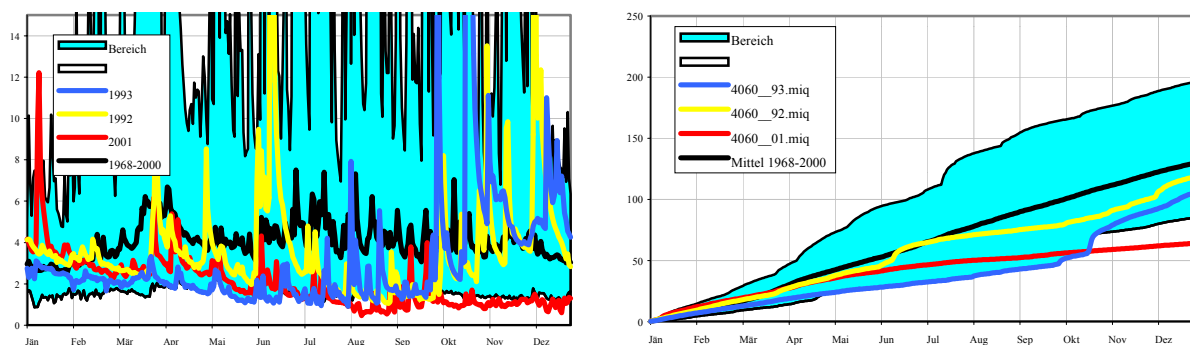 14
12
10
8
6
4
2
0
Bereich
1993
1992
2001
1968-2000
Jän Feb Mär Apr Mai Jun Jul Aug Sep Okt Nov Dez
250
200
150
100
50
0
Bereich
4060__93.miq
4060__92.miq
4060__01.miq
Mittel 1968-2000
Jän Feb Mär Apr Mai Jun Jul Aug Sep Okt Nov Dez